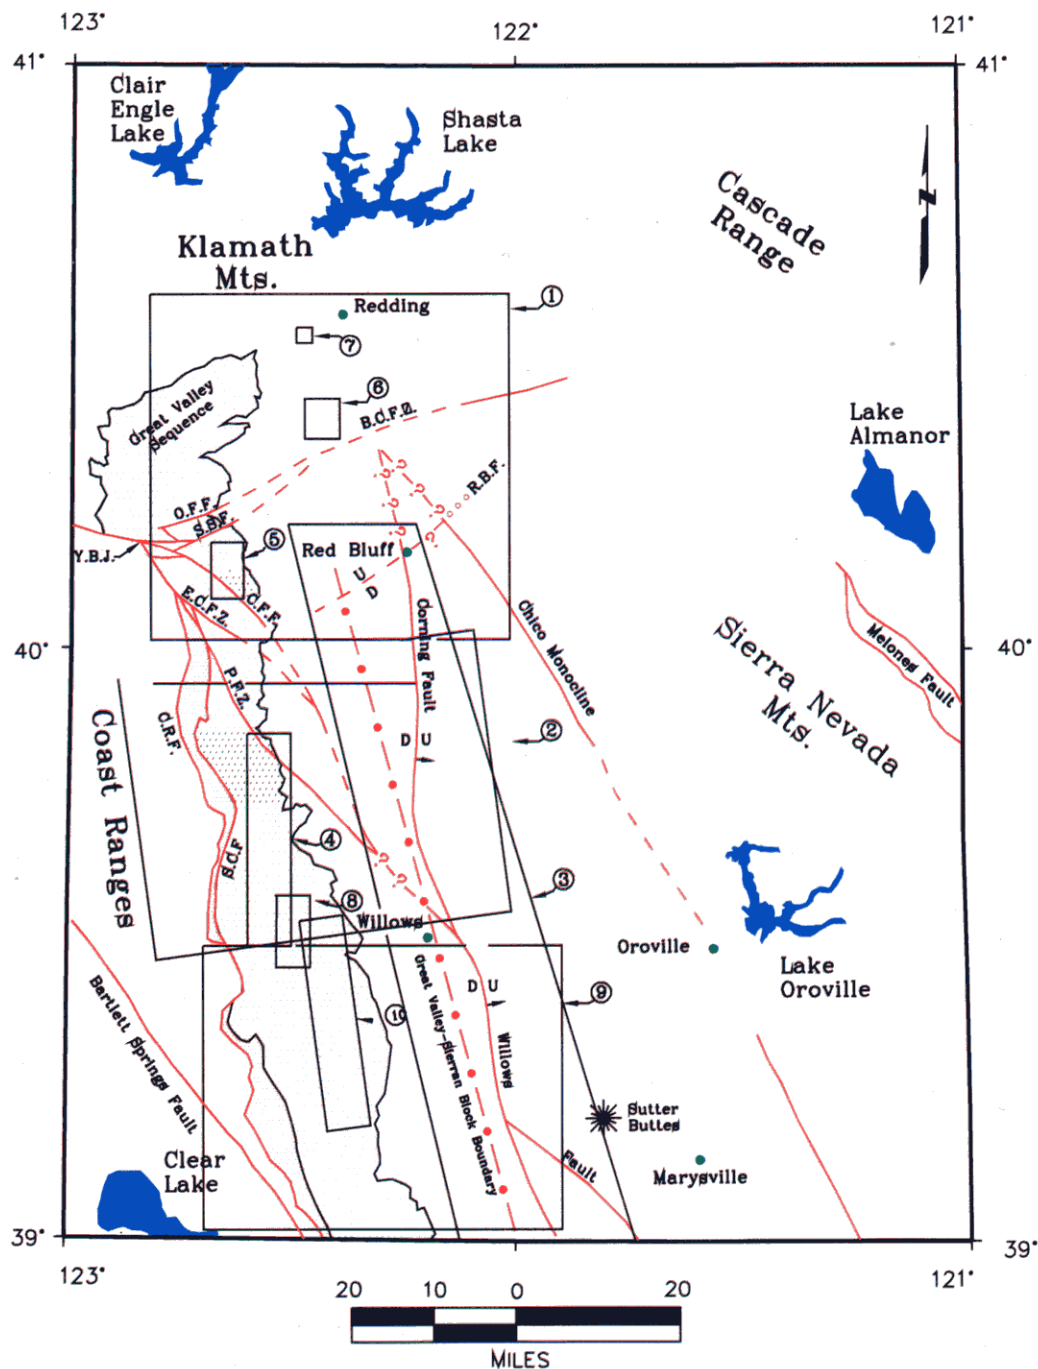 123°
122°
121°
41°
41°
Clair
Engle
Lake
Shasta
Lake
Cascade
Range
N
Klamath
Mts.
1
Redding
7
6
Great Valley
Sequence
B.C.F.Z.
Lake
Almanor
O.F.F.
S.B.F.
? ? ? ? ? ? ? ?
R.B.F.
Y.B.J.
5
Red Bluff
U
D
E.C.F.Z.
C.F.F.
Corning Fault
Chico Monocline
Melones Fault
40°
40°
Sierra Nevada
Mts.
P.F.Z.
C.R.F.
Coast Ranges
D U
2
4
S.C.F
? ? ?
3
8
Willows
Oroville
Lake
Oroville
Bartlett Springs Fault
Great Valley-Sierran Block Boundary
D U
9
10
Willows
Fault
Sutter
Buttes
Clear
Lake
Marysville
39°
39°
123°
121°
20 10 0 20
MILES